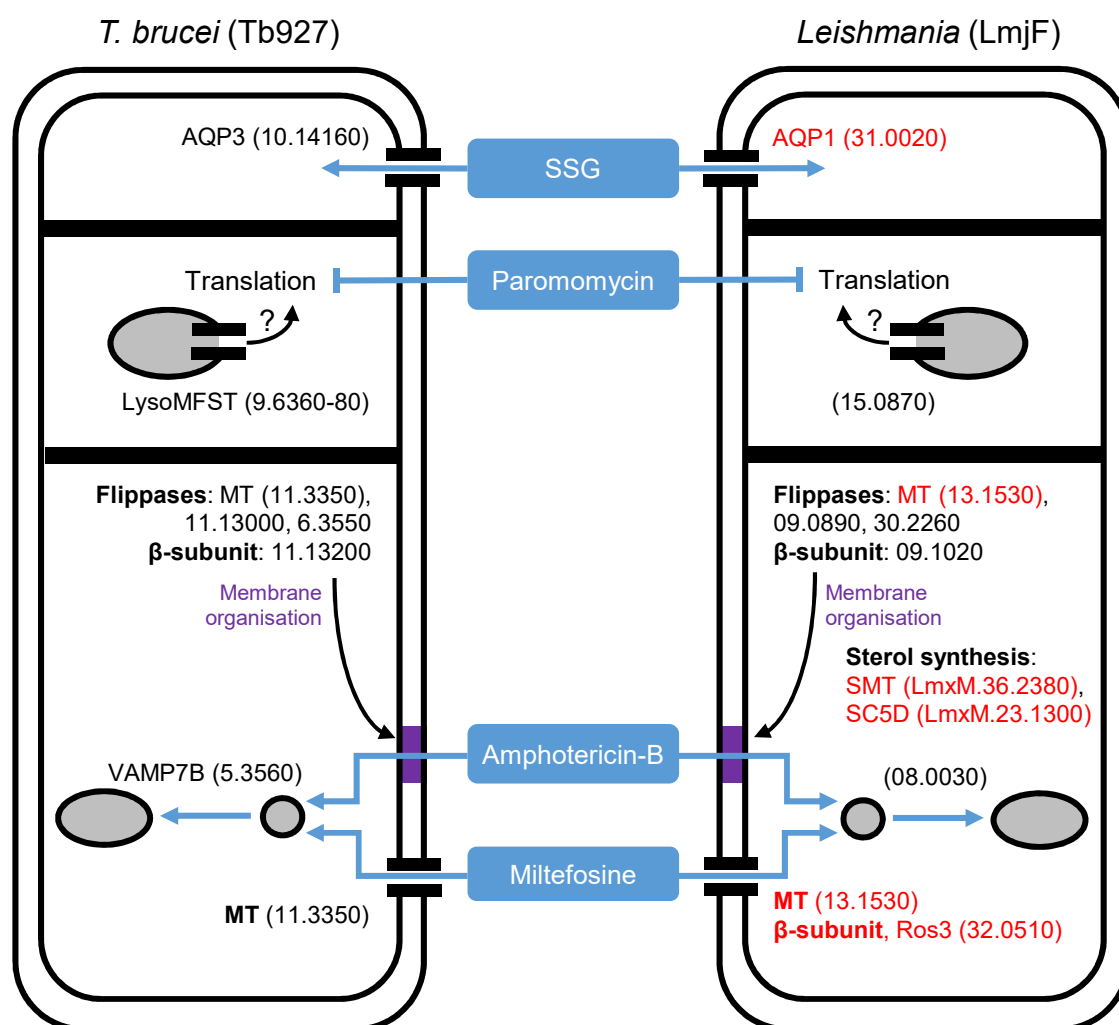 T. brucei (Tb927)
Leishmania (LmjF)
AQP3 (10.14160)
SSG
AQP1 (31.0020)
Translation
Paromomycin
Translation
?
?
LysoMFST (9.6360-80)
(15.0870)
Flippases: MT (11.3350),
11.13000, 6.3550
β-subunit: 11.13200
Membrane
organisation
Flippases: MT (13.1530),
09.0890, 30.2260
β-subunit: 09.1020
Membrane
organisation
Sterol synthesis:
SMT (LmxM.36.2380),
SC5D (LmxM.23.1300)
Amphotericin-B
VAMP7B (5.3560)
(08.0030)
Miltefosine
MT (11.3350)
MT (13.1530)
β-subunit, Ros3 (32.0510)